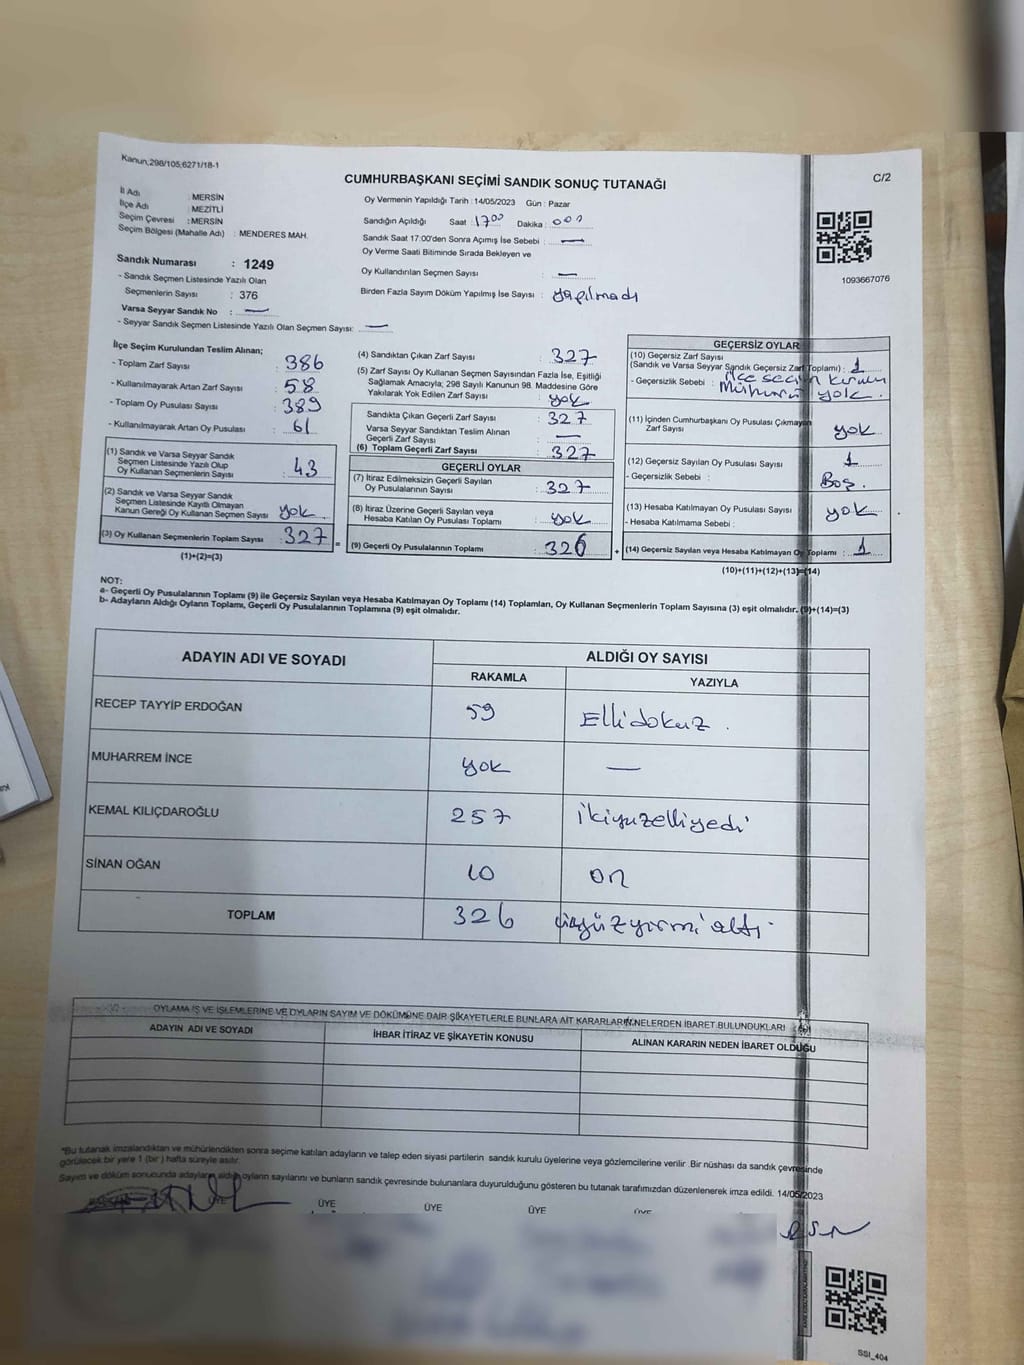 Kanun;298/105;6271/18-1
C/2
CUMHURBAŞKANI SEÇİMİ SANDIK SONUÇ TUTANAĞI
İl Adı : MERSİN
İlçe Adı : MEZİTLİ
Seçim Çevresi : MERSİN
Seçim Bölgesi (Mahalle Adı) : MENDERES MAH.
Sandık Numarası : 1249
- Sandık Seçmen Listesinde Yazılı Olan
Seçmenlerin Sayısı : 376
Varsa Seyyar Sandık No : —
- Seyyar Sandık Seçmen Listesinde Yazılı Olan Seçmen Sayısı: —
Oy Vermenin Yapıldığı Tarih : 14/05/2023 Gün : Pazar
Sandığın Açıldığı Saat : 17 00 Dakika :
Sandık Saat 17:00'den Sonra Açımış İse Sebebi : —
Oy Verme Saati Bitiminde Sırada Bekleyen ve
Oy Kullandırılan Seçmen Sayısı : —
Birden Fazla Sayım Döküm Yapılmış İse Sayısı : yapılmadı
1093667076
İlçe Seçim Kurulundan Teslim Alınan;
- Toplam Zarf Sayısı : 386
- Kullanılmayarak Artan Zarf Sayısı : 58
- Toplam Oy Pusulası Sayısı : 389
- Kullanılmayarak Artan Oy Pusulası : 61
(1) Sandık ve Varsa Seyyar Sandık
Seçmen Listesinde Yazılı Olup
Oy Kullanan Seçmenlerin Sayısı : 43
(2) Sandık ve Varsa Seyyar Sandık
Seçmen Listesinde Kayıtlı Olmayan
Kanun Gereği Oy Kullanan Seçmen Sayısı yok
(3) Oy Kullanan Seçmenlerin Toplam Sayısı : 327
(1)+(2)=(3)
(4) Sandıktan Çıkan Zarf Sayısı : 327
(5) Zarf Sayısı Oy Kullanan Seçmen Sayısından Fazla İse, Eşitliği
Sağlamak Amacıyla; 298 Sayılı Kanunun 98. Maddesine Göre
Yakılarak Yok Edilen Zarf Sayısı : yok
Sandıkta Çıkan Geçerli Zarf Sayısı : 327
Varsa Seyyar Sandıktan Teslim Alınan
Geçerli Zarf Sayısı : —
(6) Toplam Geçerli Zarf Sayısı : 327
GEÇERLİ OYLAR
(7) İtiraz Edilmeksizin Geçerli Sayılan
Oy Pusulalarının Sayısı : 327
(8) İtiraz Üzerine Geçerli Sayılan veya
Hesaba Katılan Oy Pusulası Toplamı : yok
= (9) Geçerli Oy Pusulalarının Toplamı : 326
GEÇERSİZ OYLAR
(10) Geçersiz Zarf Sayısı
(Sandık ve Varsa Seyyar Sandık Geçersiz Zarf Toplamı) : 1
- Geçersizlik Sebebi : ilçe seçim kurulu
Mührü yok.
(11) İçinden Cumhurbaşkanı Oy Pusulası Çıkmayan
Zarf Sayısı : yok
(12) Geçersiz Sayılan Oy Pusulası Sayısı : 1
- Geçersizlik Sebebi : Boş.
(13) Hesaba Katılmayan Oy Pusulası Sayısı : yok
- Hesaba Katılmama Sebebi :
+ (14) Geçersiz Sayılan veya Hesaba Katılmayan Oy Toplamı : 1
(10)+(11)+(12)+(13)=(14)
NOT:
a- Geçerli Oy Pusulalarının Toplamı (9) ile Geçersiz Sayılan veya Hesaba Katılmayan Oy Toplamı (14) Toplamları, Oy Kullanan Seçmenlerin Toplam Sayısına (3) eşit olmalıdır. (9)+(14)=(3)
b- Adayların Aldığı Oyların Toplamı, Geçerli Oy Pusulalarının Toplamına (9) eşit olmalıdır.
ADAYIN ADI VE SOYADI ALDIĞI OY SAYISI
RAKAMLA YAZIYLA
RECEP TAYYİP ERDOĞAN 59 Ellidokuz.
MUHARREM İNCE yok —
KEMAL KILIÇDAROĞLU 257 ikiyüzelliyedi
SİNAN OĞAN 10 on
TOPLAM 326 üçyüzyirmialtı
OYLAMA İŞ VE İŞLEMLERİNE VE OYLARIN SAYIM VE DÖKÜMÜNE DAİR ŞİKAYETLERLE BUNLARA AİT KARARLARIN NELERDEN İBARET BULUNDUKLARI
ADAYIN ADI VE SOYADI İHBAR İTİRAZ VE ŞİKAYETİN KONUSU ALINAN KARARIN NEDEN İBARET OLDUĞU
*Bu tutanak imzalandıktan ve mühürlendikten sonra seçime katılan adayların ve talep eden siyasi partilerin sandık kurulu üyelerine veya gözlemcilerine verilir. Bir nüshası da sandık çevresinde
görülecek bir yere 1 (bir) hafta süreyle asılır.
Sayım ve döküm sonucunda adayların aldığı oyların sayılarını ve bunların sandık çevresinde bulunanlara duyurulduğunu gösteren bu tutanak tarafımızdan düzenlenerek imza edildi. 14/05/2023
ÜYE ÜYE ÜYE ÜYE ÜYE
SSI_404